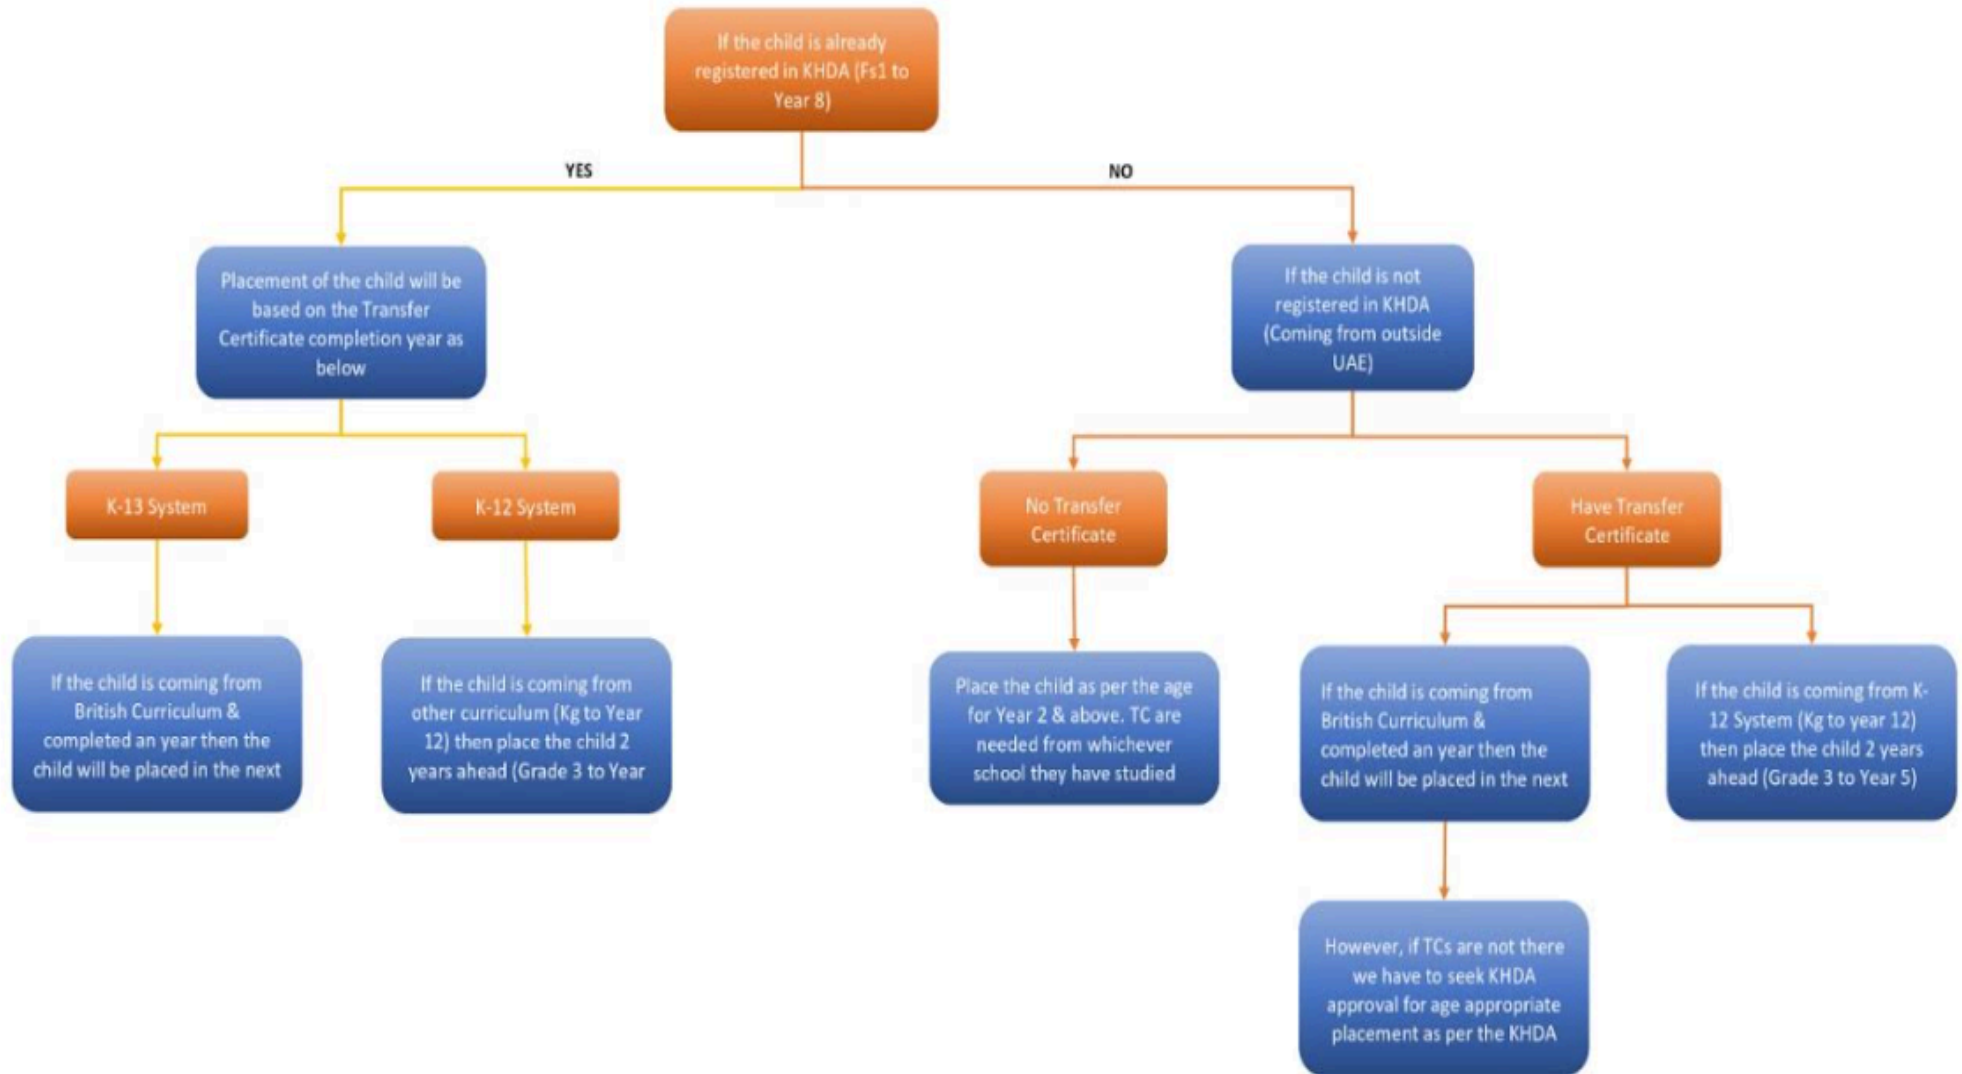 If the child is already
registered in KHDA (Fs1 to
Year 8)
YES
NO
Placement of the child will be
based on the Transfer
Certificate completion year as
below
If the child is not
registered in KHDA
(Coming from outside
UAE)
K-13 System
K-12 System
No Transfer
Certificate
Have Transfer
Certificate
If the child is coming from
British Curriculum &
completed an year then the
child will be placed in the next
If the child is coming from
other curriculum (Kg to Year
12) then place the child 2
years ahead (Grade 3 to Year
Place the child as per the age
for Year 2 & above. TC are
needed from whichever
school they have studied
If the child is coming from
British Curriculum &
completed an year then the
child will be placed in the next
If the child is coming from K-
12 System (Kg to year 12)
then place the child 2 years
ahead (Grade 3 to Year 5)
However, if TCs are not there
we have to seek KHDA
approval for age appropriate
placement as per the KHDA